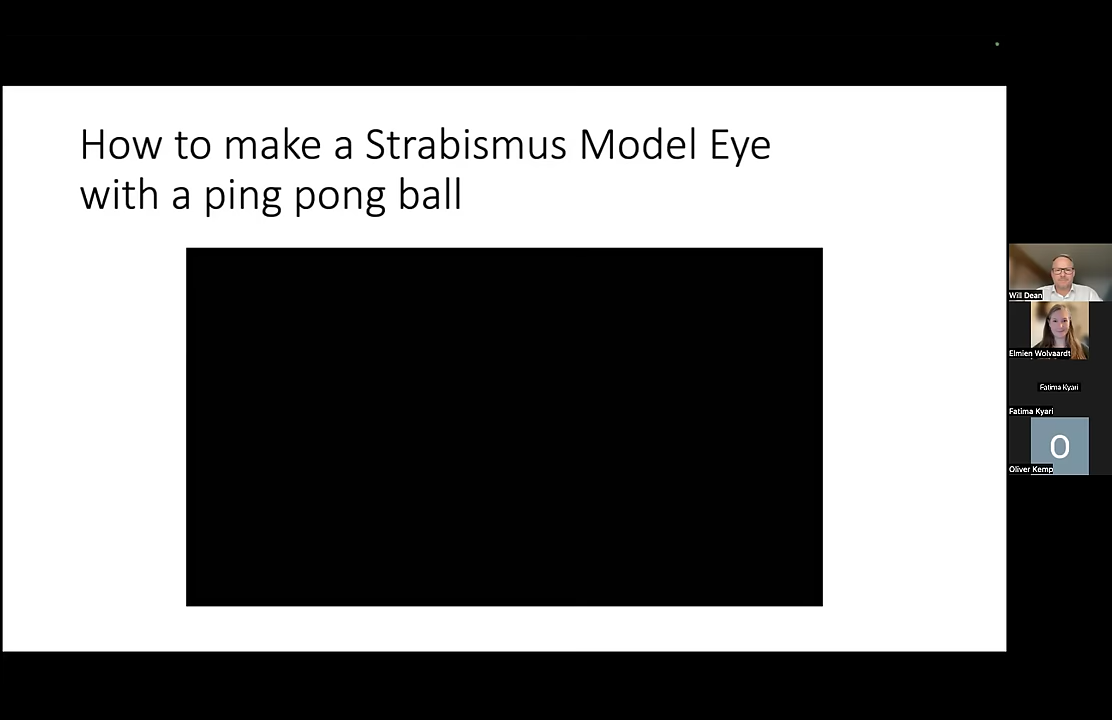 How to make a Strabismus Model Eye
with a ping pong ball
Will Dean
Elmien Wolvaardt
Fatima Kyari
Fatima Kyari
O
Oliver Kemp